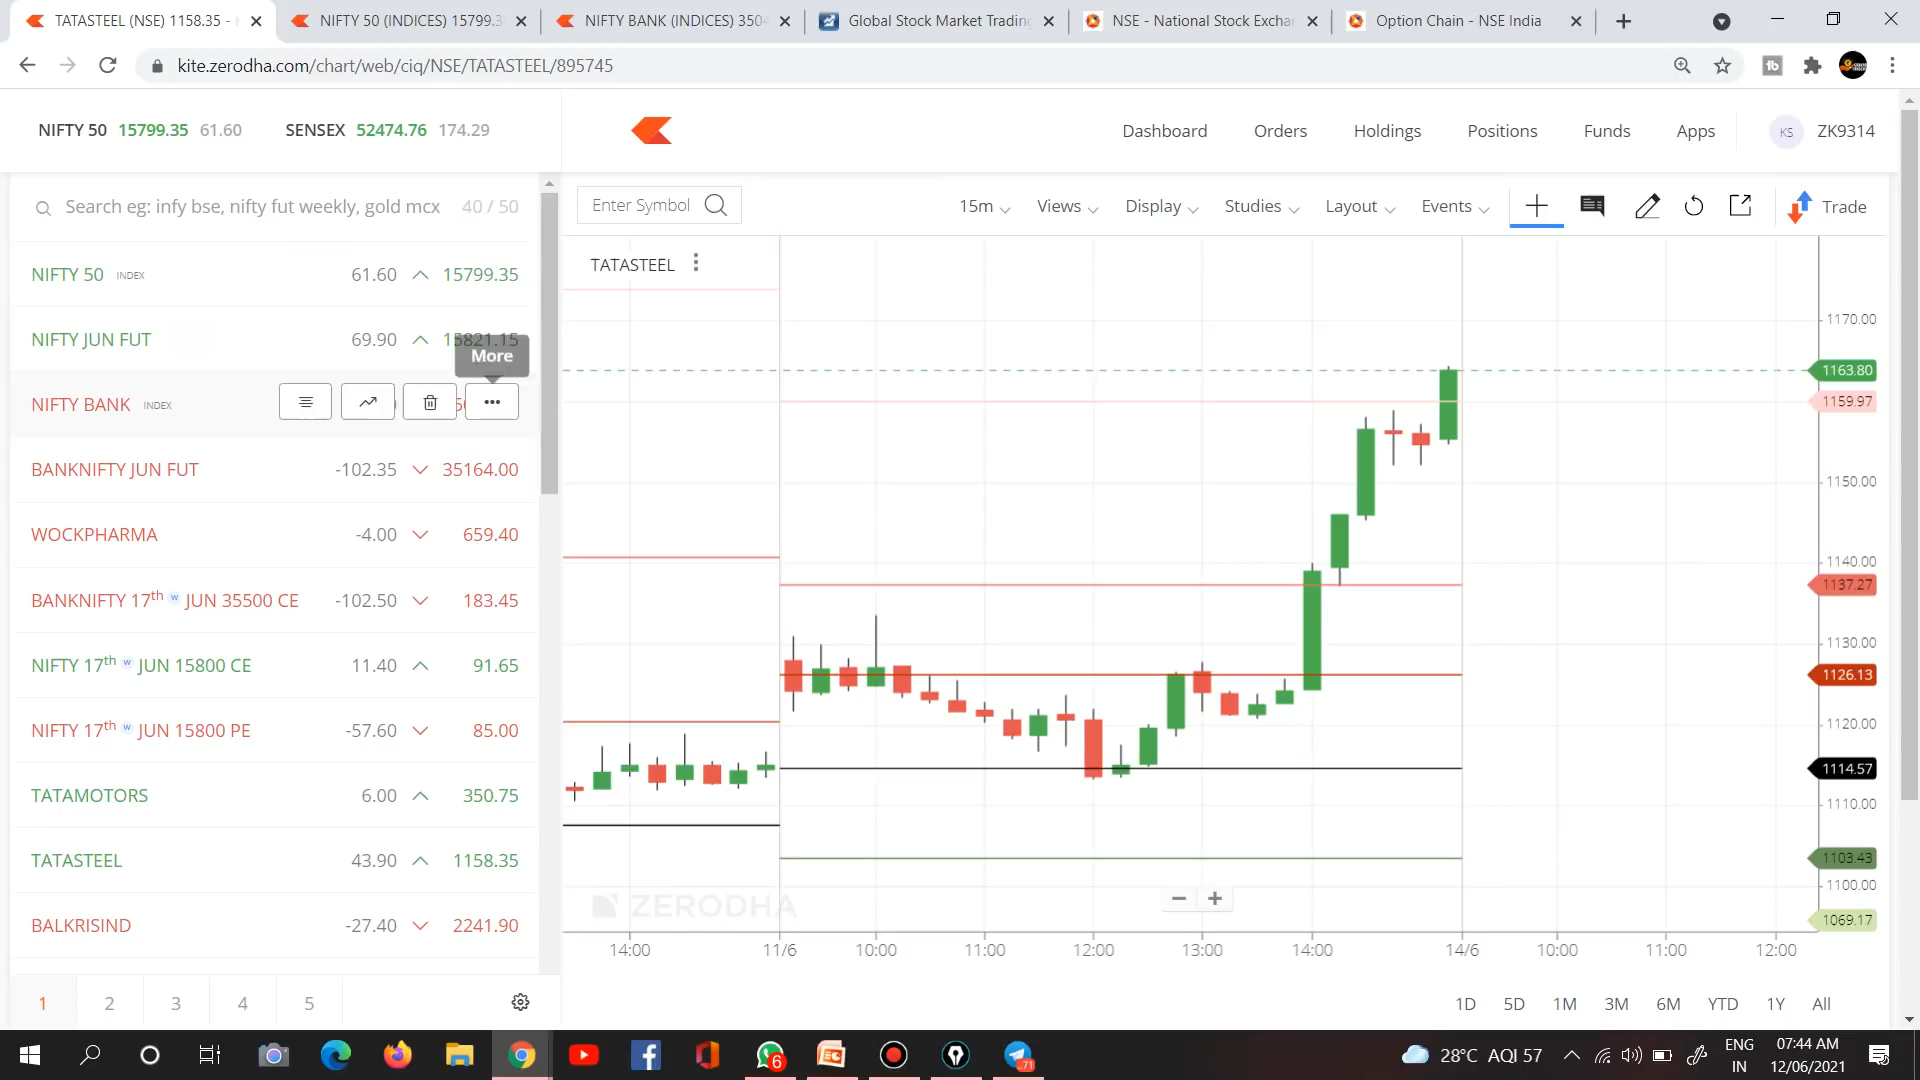 TATASTEEL (NSE) 1158.35 -
NIFTY 50 (INDICES) 15799.3
NIFTY BANK (INDICES) 350
Global Stock Market Trading
NSE - National Stock Exchan
Option Chain - NSE India
kite.zerodha.com/chart/web/ciq/NSE/TATASTEEL/895745
NIFTY 50 15799.35 61.60 SENSEX 52474.76 174.29
Dashboard Orders Holdings Positions Funds Apps KS ZK9314
Search eg: infy bse, nifty fut weekly, gold mcx 40 / 50
Enter Symbol 15m Views Display Studies Layout Events Trade
NIFTY 50 INDEX 61.60 15799.35
NIFTY JUN FUT 69.90 15821.15
More
NIFTY BANK INDEX
BANKNIFTY JUN FUT -102.35 35164.00
WOCKPHARMA -4.00 659.40
BANKNIFTY 17th w JUN 35500 CE -102.50 183.45
NIFTY 17th w JUN 15800 CE 11.40 91.65
NIFTY 17th w JUN 15800 PE -57.60 85.00
TATAMOTORS 6.00 350.75
TATASTEEL 43.90 1158.35
BALKRISIND -27.40 2241.90
1 2 3 4 5
TATASTEEL
1170.00
1163.80
1159.97
1150.00
1140.00
1137.27
1130.00
1126.13
1120.00
1114.57
1110.00
1103.43
1100.00
1069.17
ZERODHA
14:00 11/6 10:00 11:00 12:00 13:00 14:00 14/6 10:00 11:00 12:00
1D 5D 1M 3M 6M YTD 1Y All
6
71
28°C AQI 57
ENG
IN
07:44 AM
12/06/2021